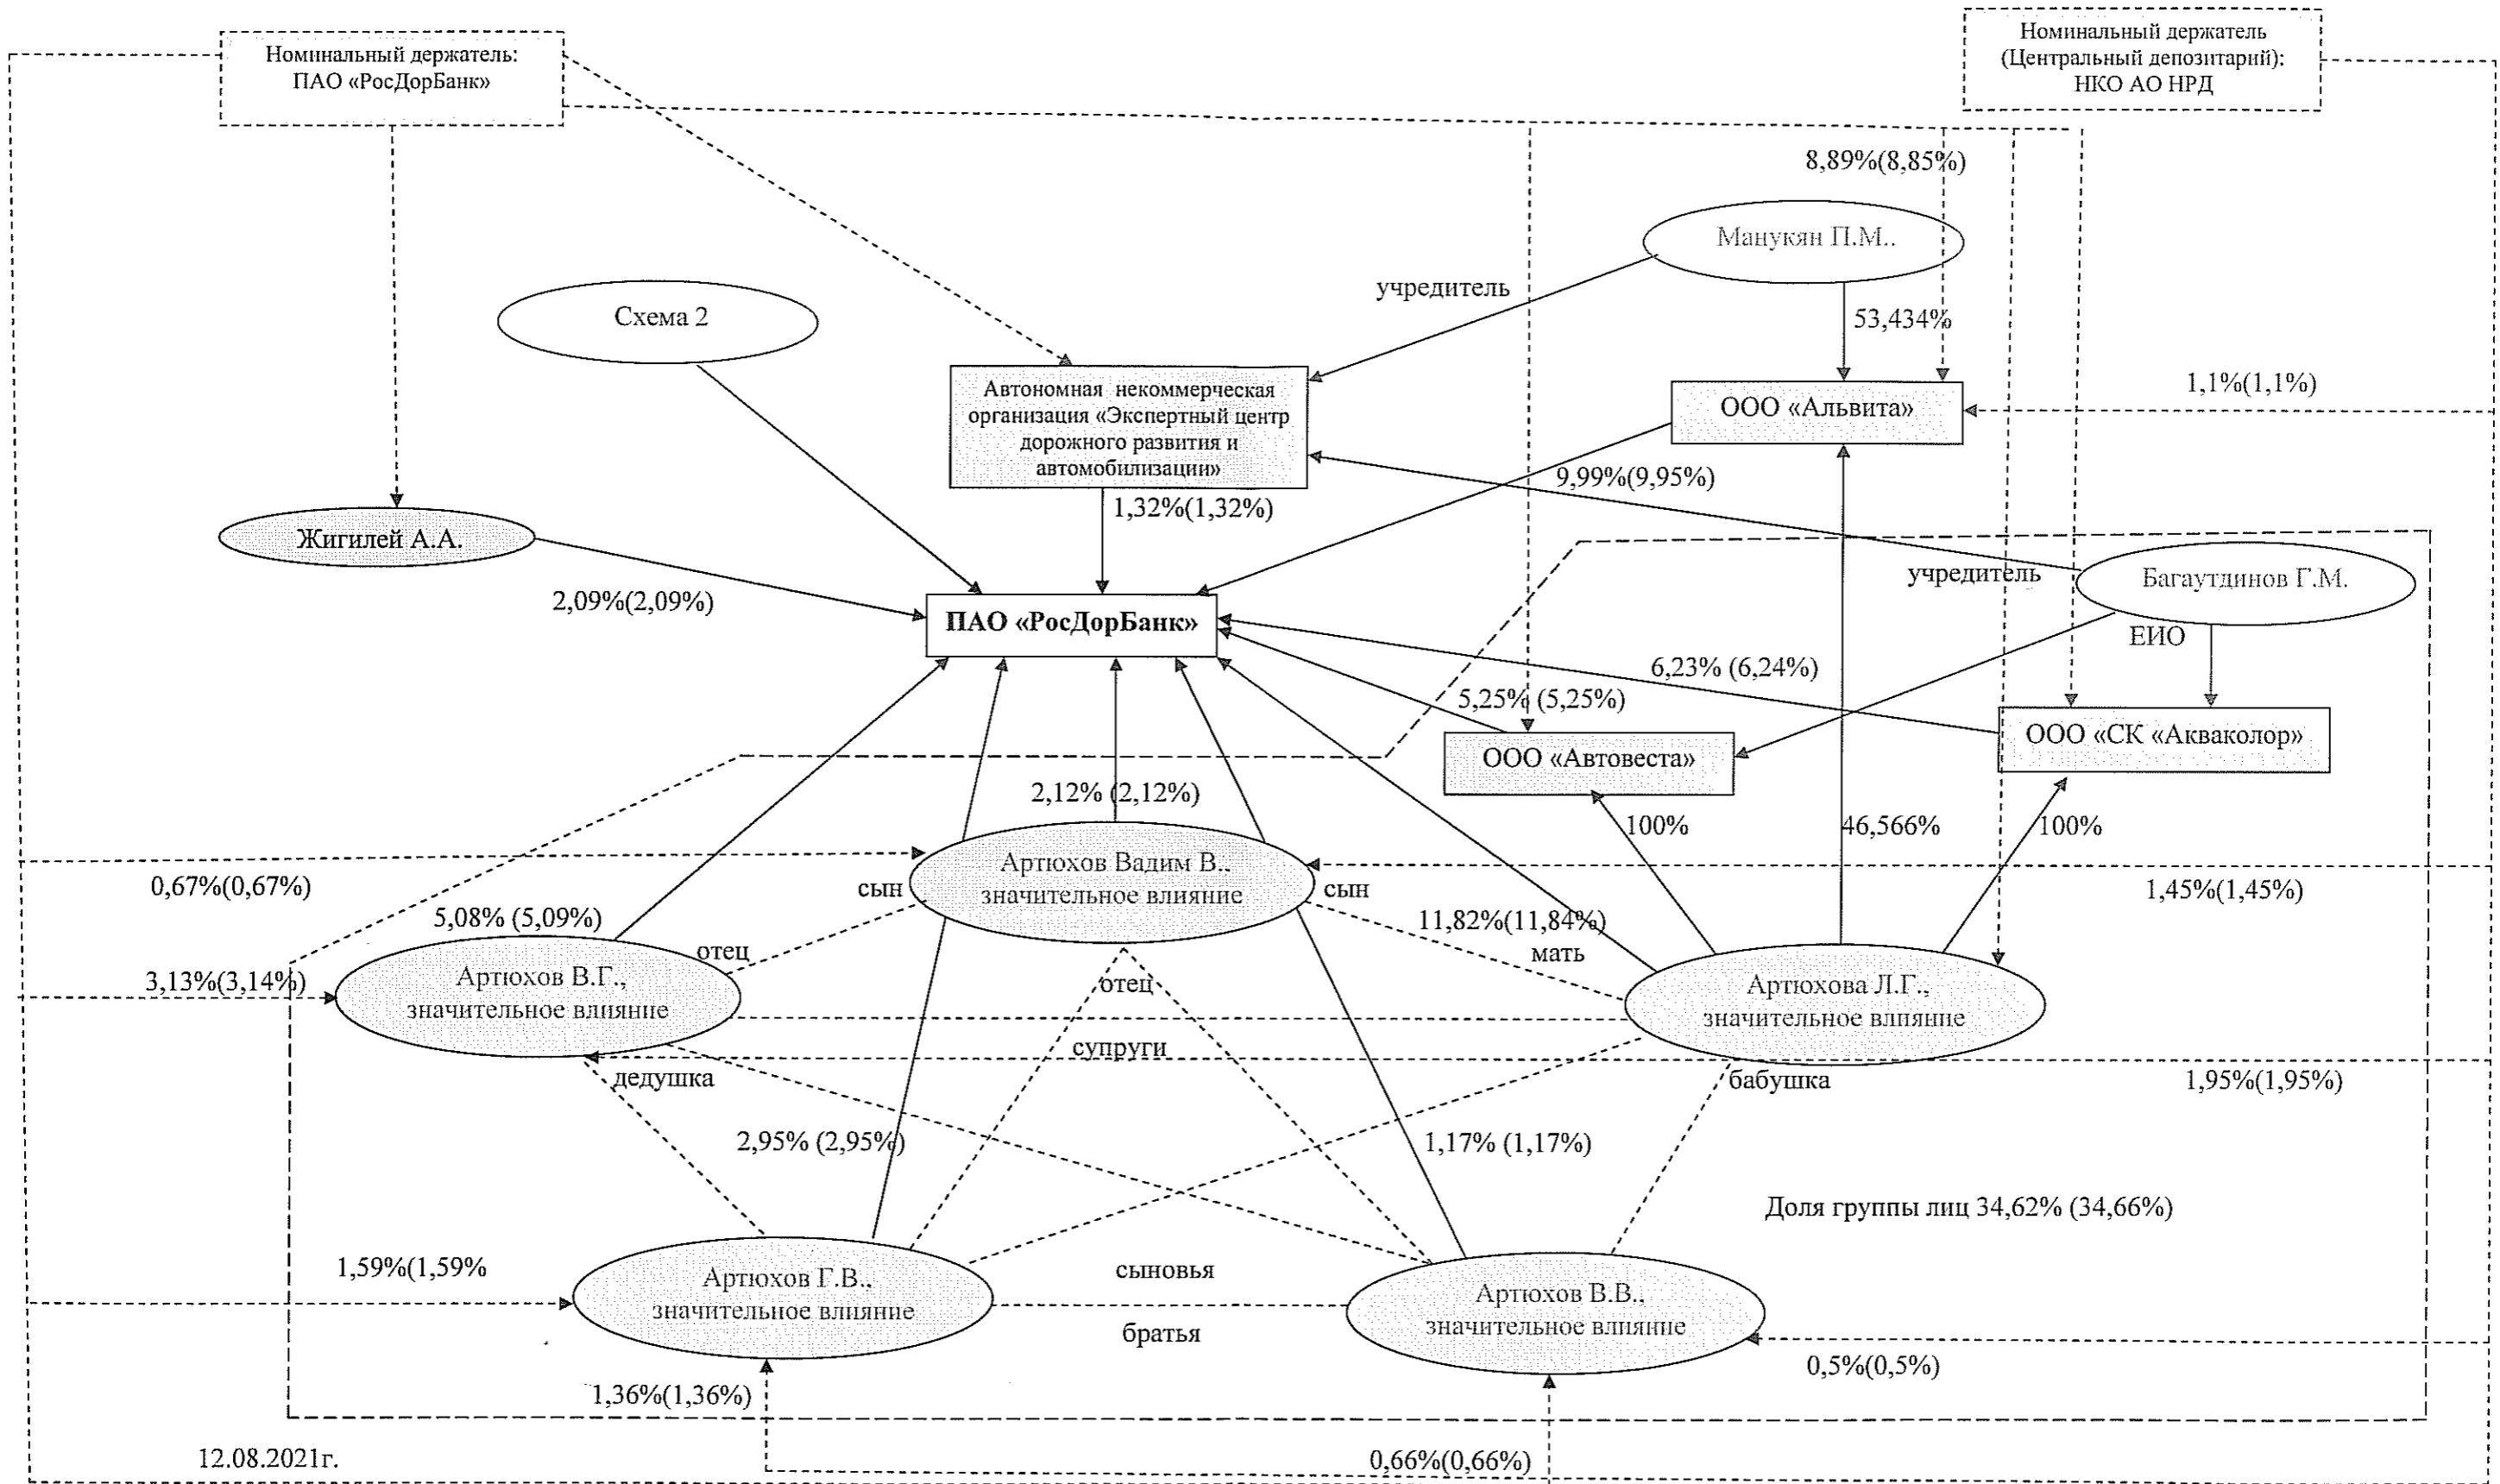 Номинальный держатель:
ПАО «РосДорБанк»
Номинальный держатель
(Центральный депозитарий):
НКО АО НРД
8,89%(8,85%)
Манукян П.М..
учредитель
Схема 2
53,434%
Автономная некоммерческая
организация «Экспертный центр
дорожного развития и
автомобилизации»
ООО «Альвита»
1,1%(1,1%)
9,99%(9,95%)
1,32%(1,32%)
Жигилей А.А.
2,09%(2,09%)
учредитель
Багаутдинов Г.М.
ПАО «РосДорБанк»
ЕИО
6,23% (6,24%)
5,25% (5,25%)
ООО «Автовеста»
ООО «СК «Акваколор»
2,12% (2,12%)
100%
46,566%
100%
Артюхов Вадим В.,
значительное влияние
0,67%(0,67%)
сын
сын
1,45%(1,45%)
5,08% (5,09%)
11,82%(11,84%)
отец
мать
Артюхов В.Г.,
значительное влияние
3,13%(3,14%)
отец
Артюхова Л.Г.,
значительное влияние
супруги
дедушка
бабушка
1,95%(1,95%)
2,95% (2,95%)
1,17% (1,17%)
Доля группы лиц 34,62% (34,66%)
1,59%(1,59%
Артюхов Г.В.,
значительное влияние
сыновья
братья
Артюхов В.В.,
значительное влияние
0,5%(0,5%)
1,36%(1,36%)
12.08.2021г.
0,66%(0,66%)